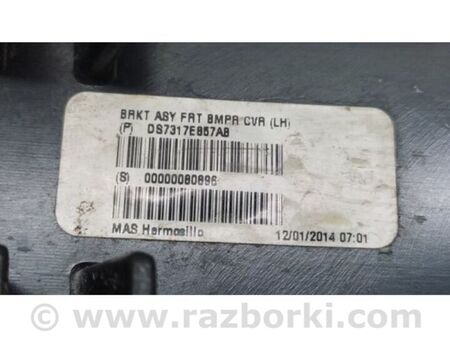 BRKT ASY FRT BMPR CVR (LH)
(P) DS7317E857AB
(S) 00000080896
MAS Hermosillo 12/01/2014 07:01
www.razborki.com